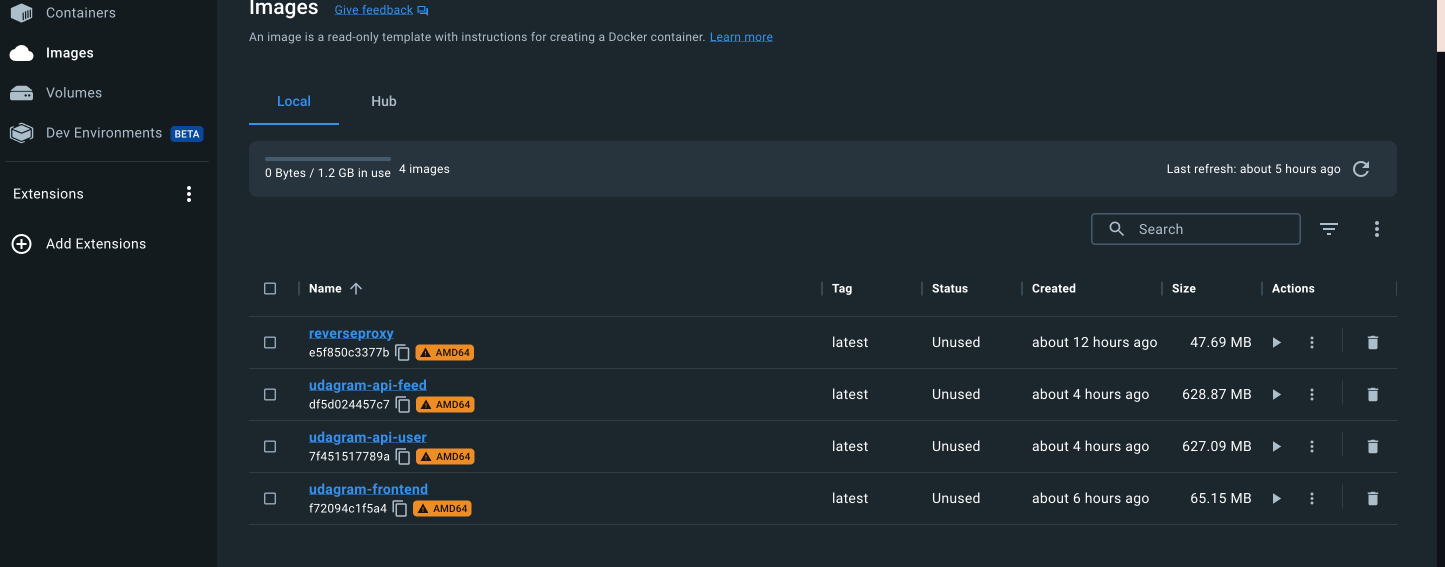 Containers
Images
Volumes
Dev Environments BETA
Extensions
Add Extensions
Images Give feedback
An image is a read-only template with instructions for creating a Docker container. Learn more
Local Hub
0 Bytes / 1.2 GB in use 4 images Last refresh: about 5 hours ago
Search
Name Tag Status Created Size Actions
reverseproxy
e5f850c3377b AMD64
latest Unused about 12 hours ago 47.69 MB
udagram-api-feed
df5d024457c7 AMD64
latest Unused about 4 hours ago 628.87 MB
udagram-api-user
7f451517789a AMD64
latest Unused about 4 hours ago 627.09 MB
udagram-frontend
f72094c1f5a4 AMD64
latest Unused about 6 hours ago 65.15 MB